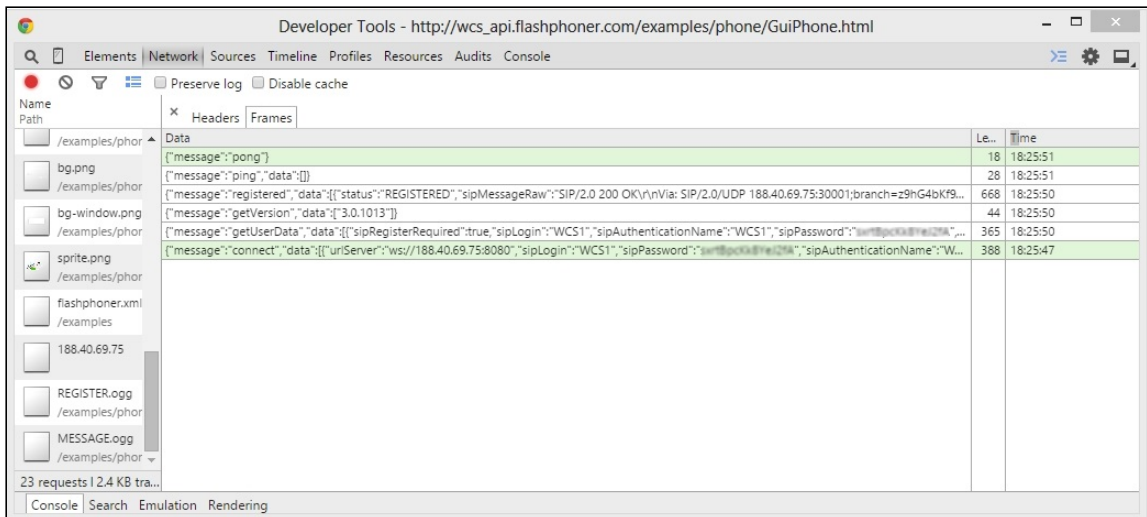 Developer Tools - http://wcs_api.flashphoner.com/examples/phone/GuiPhone.html
Elements Network Sources Timeline Profiles Resources Audits Console
Preserve log Disable cache
Name
Path
Headers Frames
/examples/phor
Data Le... Time
{"message":"pong"} 18 18:25:51
bg.png
/examples/phor
{"message":"ping","data":[]} 28 18:25:51
{"message":"registered","data":[{"status":"REGISTERED","sipMessageRaw":"SIP/2.0 200 OK\r\nVia: SIP/2.0/UDP 188.40.69.75:30001;branch=z9hG4bKf9... 668 18:25:50
bg-window.png
/examples/phor
{"message":"getVersion","data":["3.0.1013"]} 44 18:25:50
{"message":"getUserData","data":[{"sipRegisterRequired":true,"sipLogin":"WCS1","sipAuthenticationName":"WCS1","sipPassword":" ",... 365 18:25:50
{"message":"connect","data":[{"urlServer":"ws://188.40.69.75:8080","sipLogin":"WCS1","sipPassword":" ","sipAuthenticationName":"W... 388 18:25:47
sprite.png
/examples/phor
flashphoner.xml
/examples
188.40.69.75
REGISTER.ogg
/examples/phor
MESSAGE.ogg
/examples/phor
23 requests l 2.4 KB tra...
Console Search Emulation Rendering